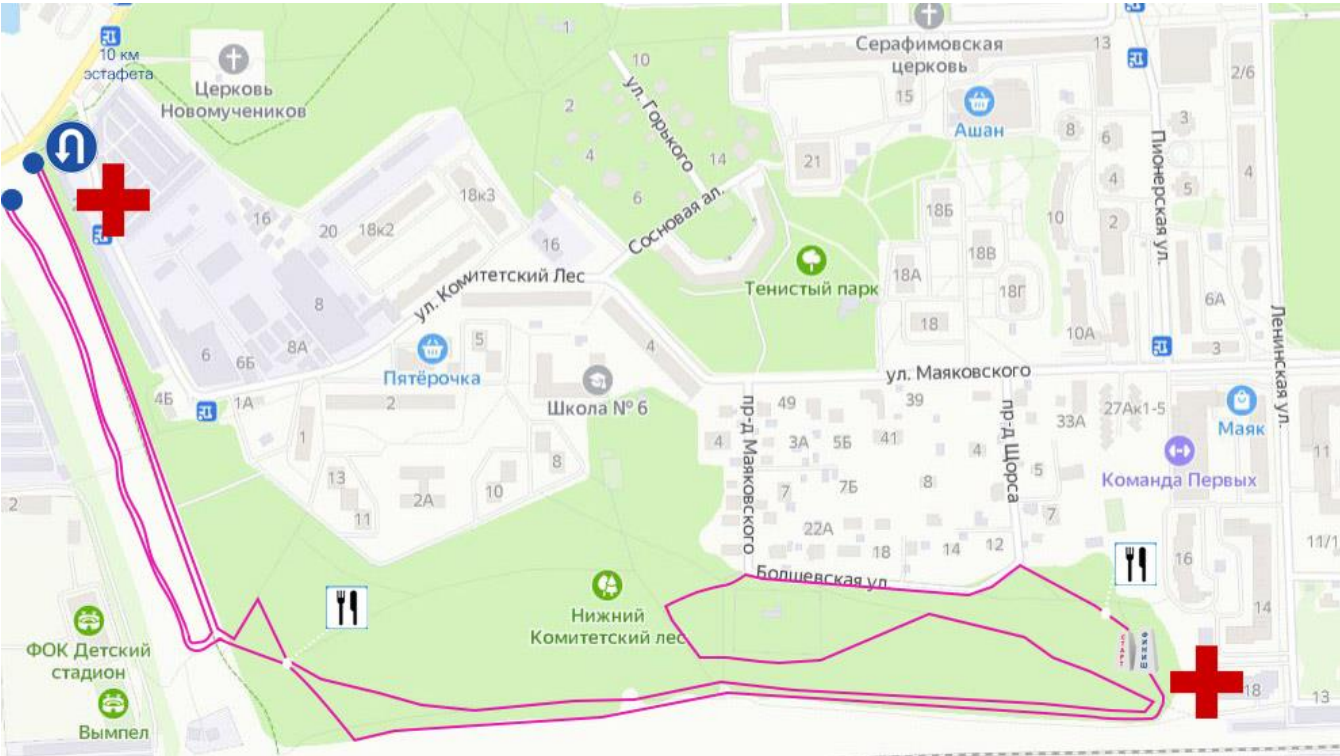 1
10 км
эстафета
Церковь
Новомучеников
10
ул. Горького
2
4
14
6
Серафимовская
церковь
13
15
Ашан
21
8
6
4
3
5
2/6
4
Пионерская ул.
16
20
18к2
18к3
16
Сосновая ал.
ул. Комитетский Лес
Тенистый парк
18Б
18В
18А
18Г
18
10
2
10А
6А
3
Ленинская ул.
8
6
6Б
8А
4Б
1А
Пятёрочка
5
2
4
Школа № 6
ул. Маяковского
1
13
11
2А
10
8
2
пр-д Маяковского
4
49
3А
5Б
41
39
7
7Б
8
4
22А
18
14
12
пр-д Щорса
33А
27Ак1-5
5
7
Маяк
Команда Первых
11
16
11/1
14
Болшевская ул.
Нижний
Комитетский лес
ФОК Детский
стадион
Вымпел
СТАРТ
ФИНИШ
18
13